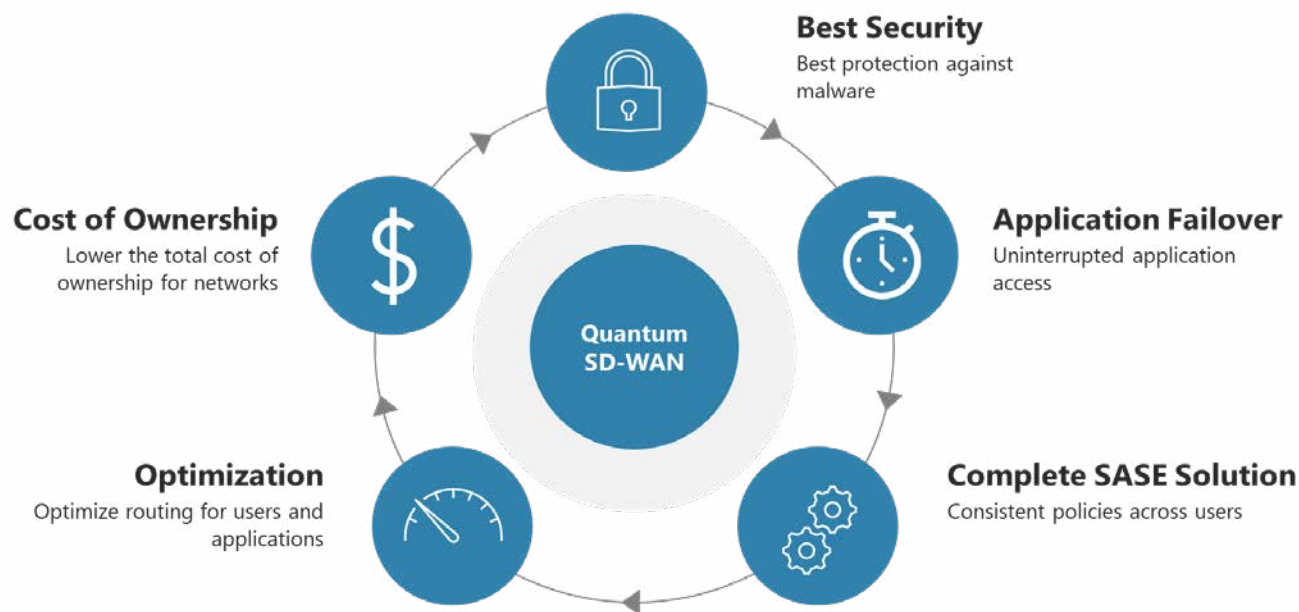 Best Security
Best protection against
malware
Cost of Ownership
Lower the total cost of
ownership for networks
Application Failover
Uninterrupted application
access
Quantum
SD-WAN
Optimization
Optimize routing for users and
applications
Complete SASE Solution
Consistent policies across users